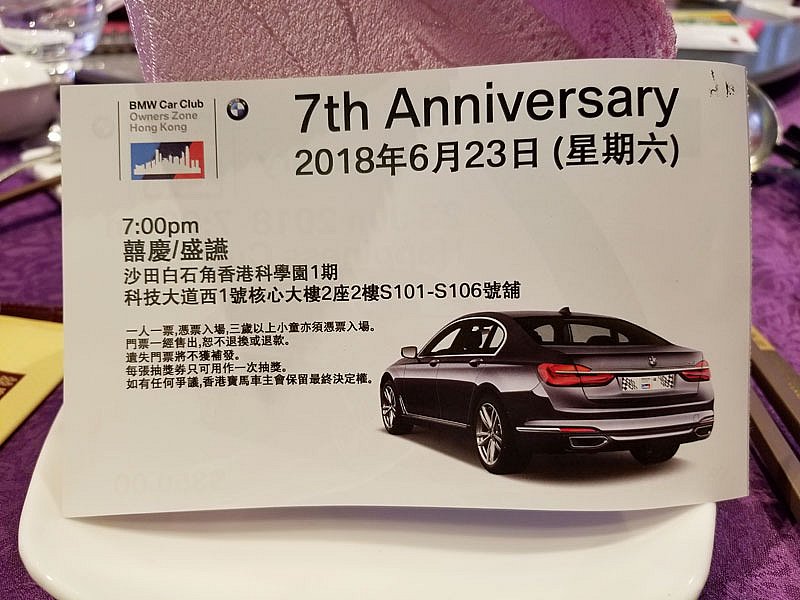 BMW Car Club
Owners Zone
Hong Kong
7th Anniversary
2018年6月23日 (星期六)
7:00pm
囍慶/盛讌
沙田白石角香港科學園1期
科技大道西1號核心大樓2座2樓S101-S106號舖
一人一票,憑票入場,三歲以上小童亦須憑票入場。
門票一經售出,恕不退換或退款。
遺失門票將不獲補發。
每張抽獎券只可用作一次抽獎。
如有任何爭議,香港寶馬車主會保留最終決定權。